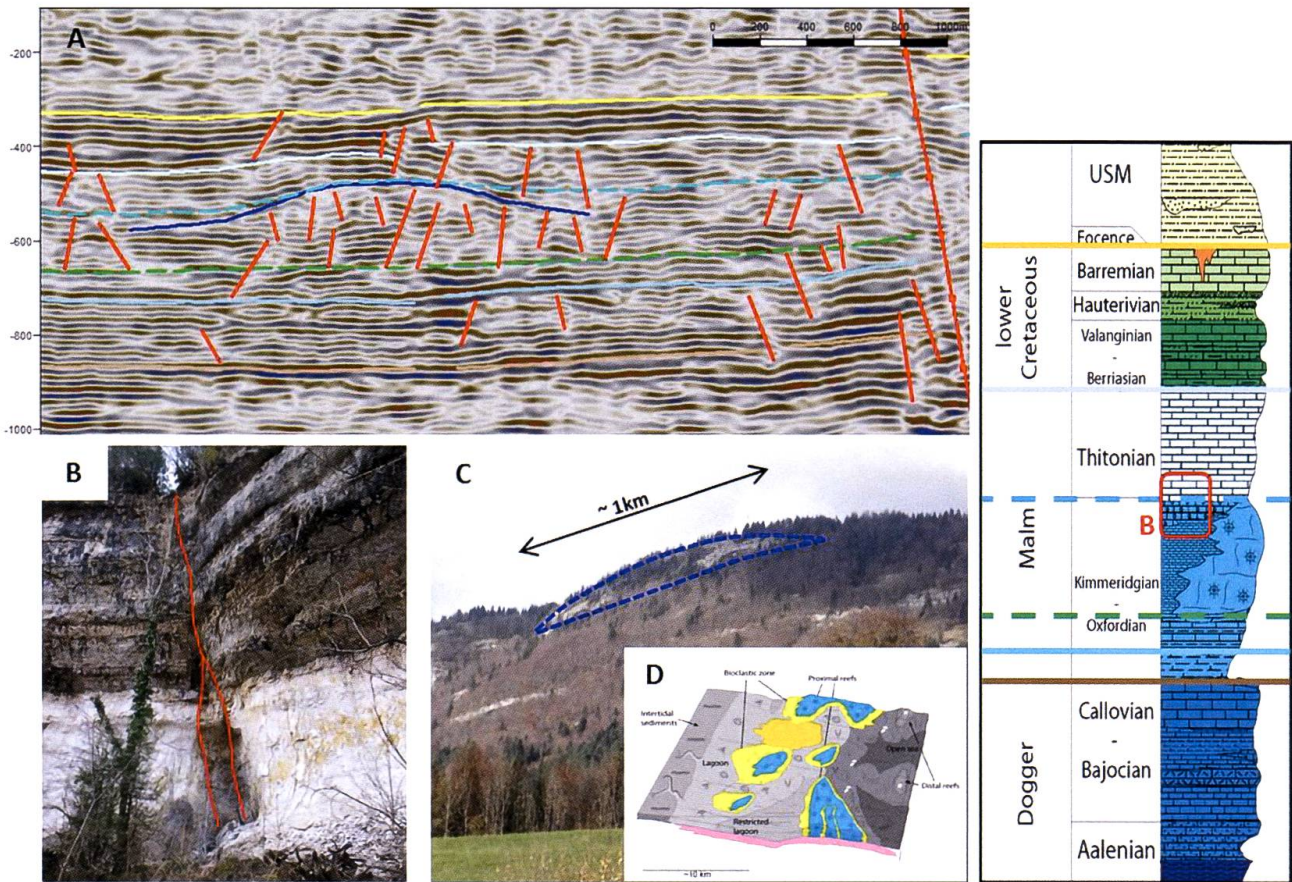 A
0 200 400 600 800 1000m
-200
-400
-600
-800
-1000
B
C
~ 1km
D
Bioclastic zone
Proximal reefs
Intertidal
sediments
Lagoon
Open sea
Distal reefs
Restricted
lagoon
~10 km
lower
Cretaceous
Malm
Dogger
USM
Eocence
Barremian
Hauterivian
Valanginian
-
Berriasian
Thitonian
B
Kimmeridgian
-
Oxfordian
Callovian
-
Bajocian
Aalenian